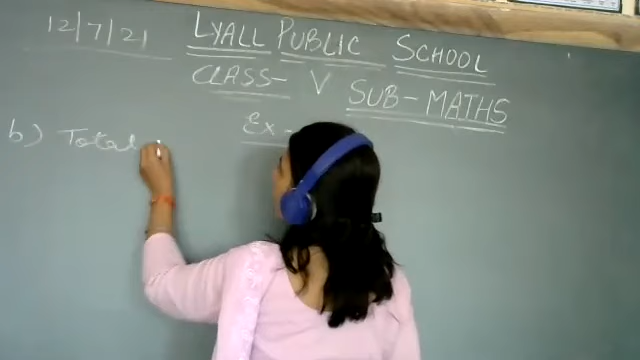 12/7/21 LYALL PUBLIC SCHOOL
CLASS- V SUB- MATHS
Ex-
b) Total